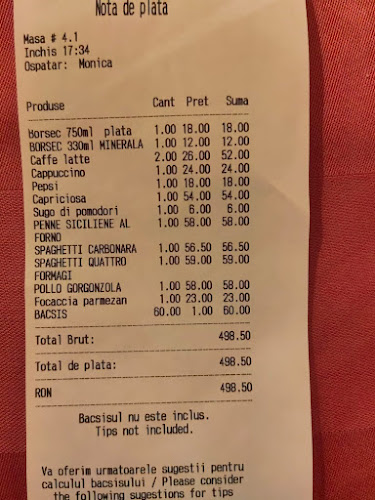 Nota de plata
Masa # 4.1
Inchis 17:34
Ospatar: Monica
Produse Cant Pret Suma
Borsec 750ml plata 1.00 18.00 18.00
BORSEC 330ml MINERALA 1.00 12.00 12.00
Caffe latte 2.00 26.00 52.00
Cappuccino 1.00 24.00 24.00
Pepsi 1.00 18.00 18.00
Capriciosa 1.00 54.00 54.00
Sugo di pomodori 1.00 6.00 6.00
PENNE SICILIENE AL 1.00 58.00 58.00
FORNO
SPAGHETTI CARBONARA 1.00 56.50 56.50
SPAGHETTI QUATTRO 1.00 59.00 59.00
FORMAGI
POLLO GORGONZOLA 1.00 58.00 58.00
Focaccia parmezan 1.00 23.00 23.00
BACSIS 60.00 1.00 60.00
Total Brut: 498.50
Total de plata: 498.50
RON 498.50
Bacsisul nu este inclus.
Tips not included.
Va oferim urmatoarele sugestii pentru
calculul bacsisului / Please consider
the following sugestions for tips